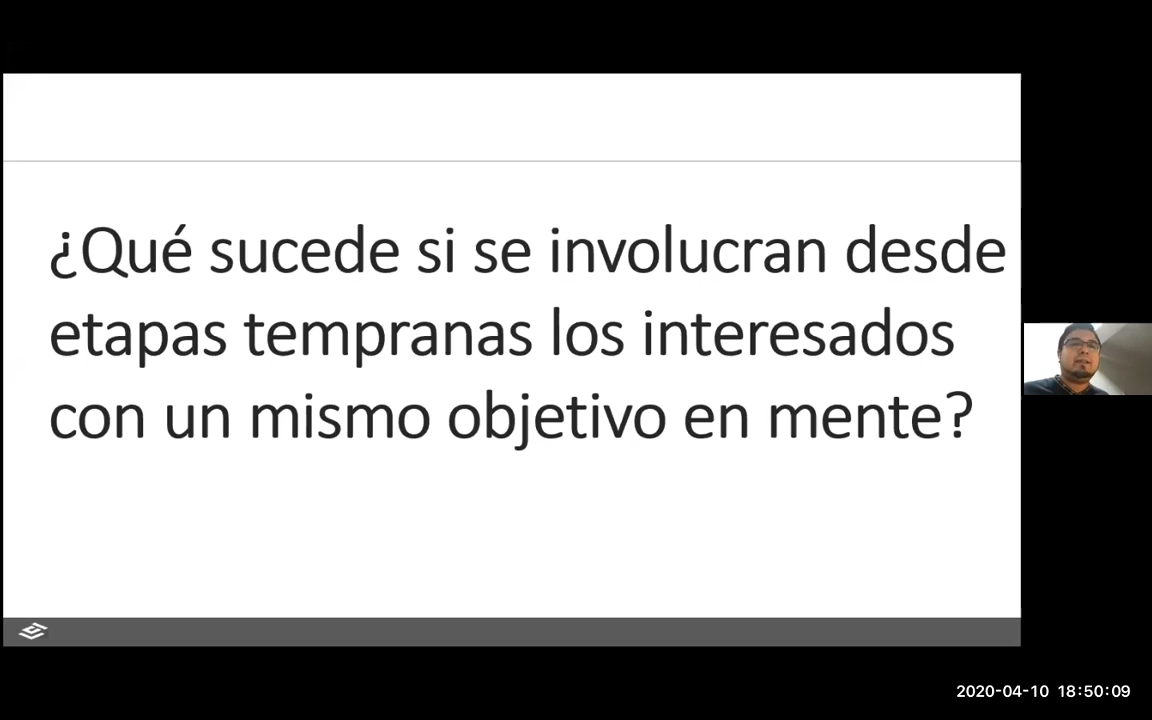 ¿Qué sucede si se involucran desde
etapas tempranas los interesados
con un mismo objetivo en mente?
2020-04-10 18:50:09